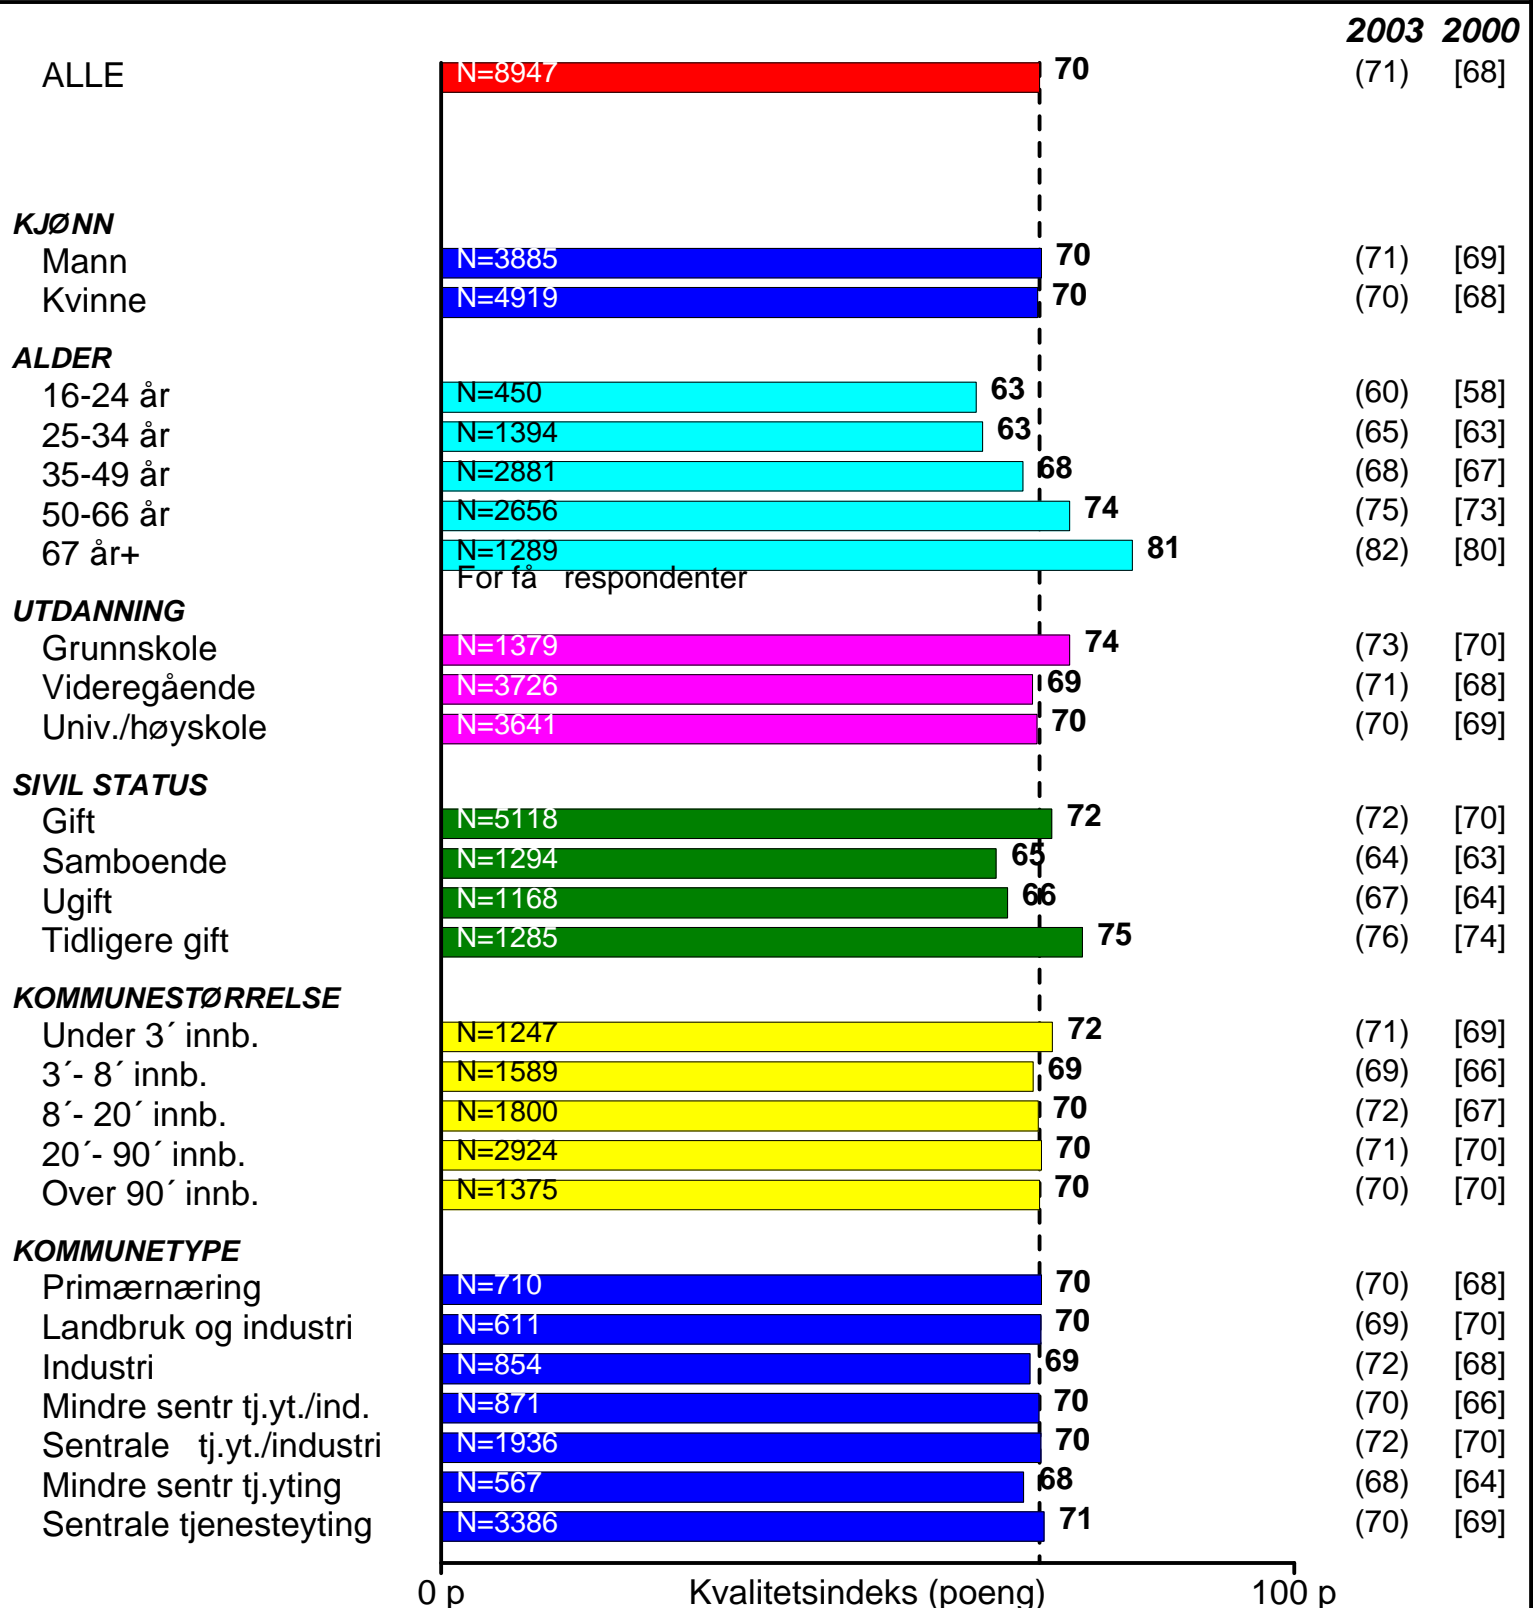 2003 2000
ALLE N=8947 70 (71) [68]
KJØNN
Mann N=3885 70 (71) [69]
Kvinne N=4919 70 (70) [68]
ALDER
16-24 år N=450 63 (60) [58]
25-34 år N=1394 63 (65) [63]
35-49 år N=2881 68 (68) [67]
50-66 år N=2656 74 (75) [73]
67 år+ N=1289 81 (82) [80]
For få respondenter
UTDANNING
Grunnskole N=1379 74 (73) [70]
Videregående N=3726 69 (71) [68]
Univ./høyskole N=3641 70 (70) [69]
SIVIL STATUS
Gift N=5118 72 (72) [70]
Samboende N=1294 65 (64) [63]
Ugift N=1168 66 (67) [64]
Tidligere gift N=1285 75 (76) [74]
KOMMUNESTØRRELSE
Under 3´ innb. N=1247 72 (71) [69]
3´- 8´ innb. N=1589 69 (69) [66]
8´- 20´ innb. N=1800 70 (72) [67]
20´- 90´ innb. N=2924 70 (71) [70]
Over 90´ innb. N=1375 70 (70) [70]
KOMMUNETYPE
Primærnæring N=710 70 (70) [68]
Landbruk og industri N=611 70 (69) [70]
Industri N=854 69 (72) [68]
Mindre sentr tj.yt./ind. N=871 70 (70) [66]
Sentrale tj.yt./industri N=1936 70 (72) [70]
Mindre sentr tj.yting N=567 68 (68) [64]
Sentrale tjenesteyting N=3386 71 (70) [69]
0 p Kvalitetsindeks (poeng) 100 p